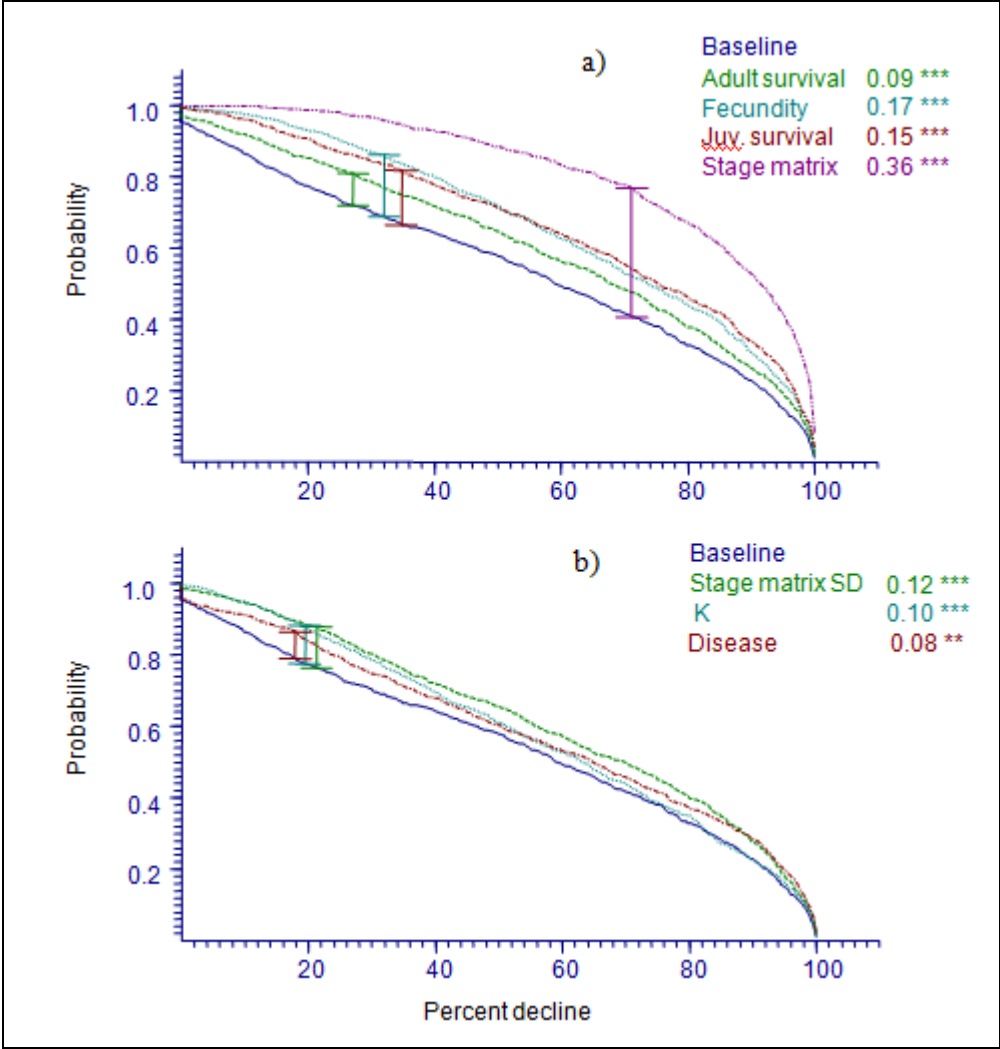 a)
Baseline
Adult survival 0.09 ***
Fecundity 0.17 ***
Juv. survival 0.15 ***
Stage matrix 0.36 ***
Probability
1.0
0.8
0.6
0.4
0.2
20 40 60 80 100
b)
Baseline
Stage matrix SD 0.12 ***
K 0.10 ***
Disease 0.08 **
Probability
1.0
0.8
0.6
0.4
0.2
20 40 60 80 100
Percent decline